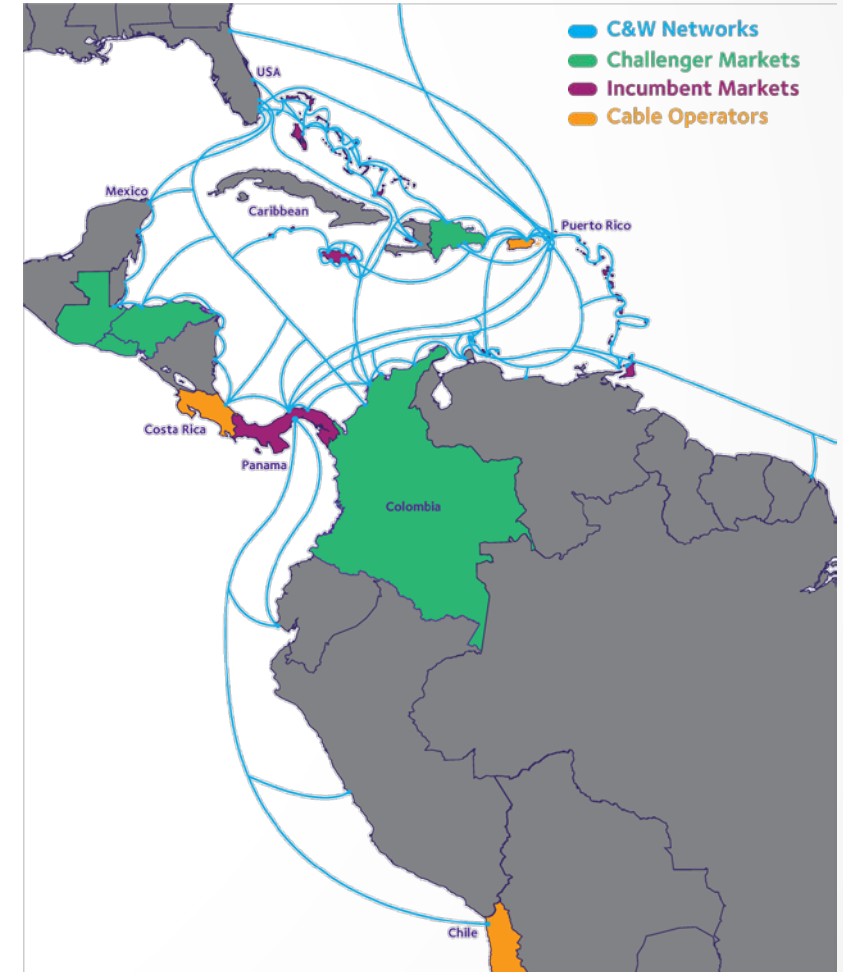 C&W Networks
Challenger Markets
Incumbent Markets
Cable Operators
USA
Mexico
Caribbean
Puerto Rico
Costa Rica
Panama
Colombia
Chile